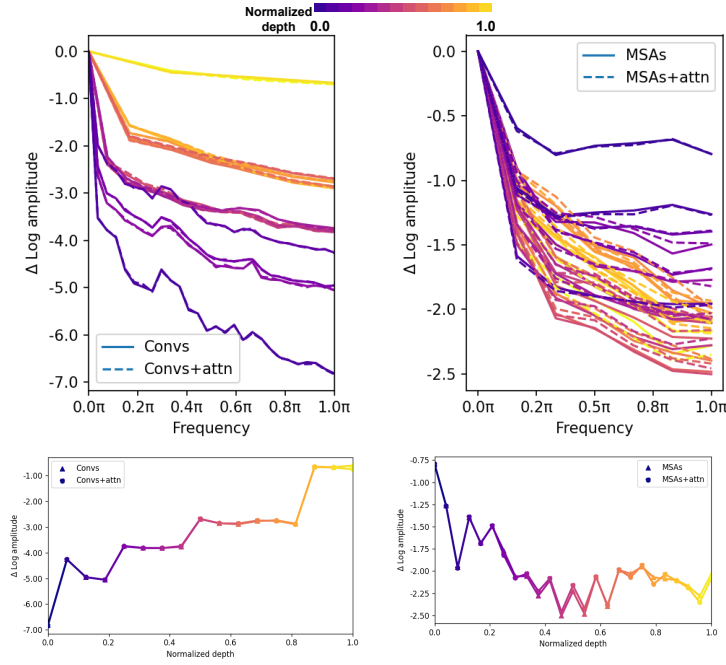 Normalized
depth
0.0
1.0
0.0
-1.0
-2.0
-3.0
-4.0
-5.0
-6.0
-7.0
Δ Log amplitude
Convs
Convs+attn
0.0π 0.2π 0.4π 0.6π 0.8π 1.0π
Frequency
0.0
-0.5
-1.0
-1.5
-2.0
-2.5
Δ Log amplitude
MSAs
MSAs+attn
0.0π 0.2π 0.5π 0.8π 1.0π
Frequency
-1.00
-2.00
-3.00
-4.00
-5.00
-6.00
-7.00
Δ Log amplitude
Convs
Convs+attn
0.0 0.2 0.4 0.6 0.8 1.0
Normalized depth
-0.75
-1.00
-1.25
-1.50
-1.75
-2.00
-2.25
-2.50
Δ Log amplitude
MSAs
MSAs+attn
0.0 0.2 0.4 0.6 0.8 1.0
Normalized depth